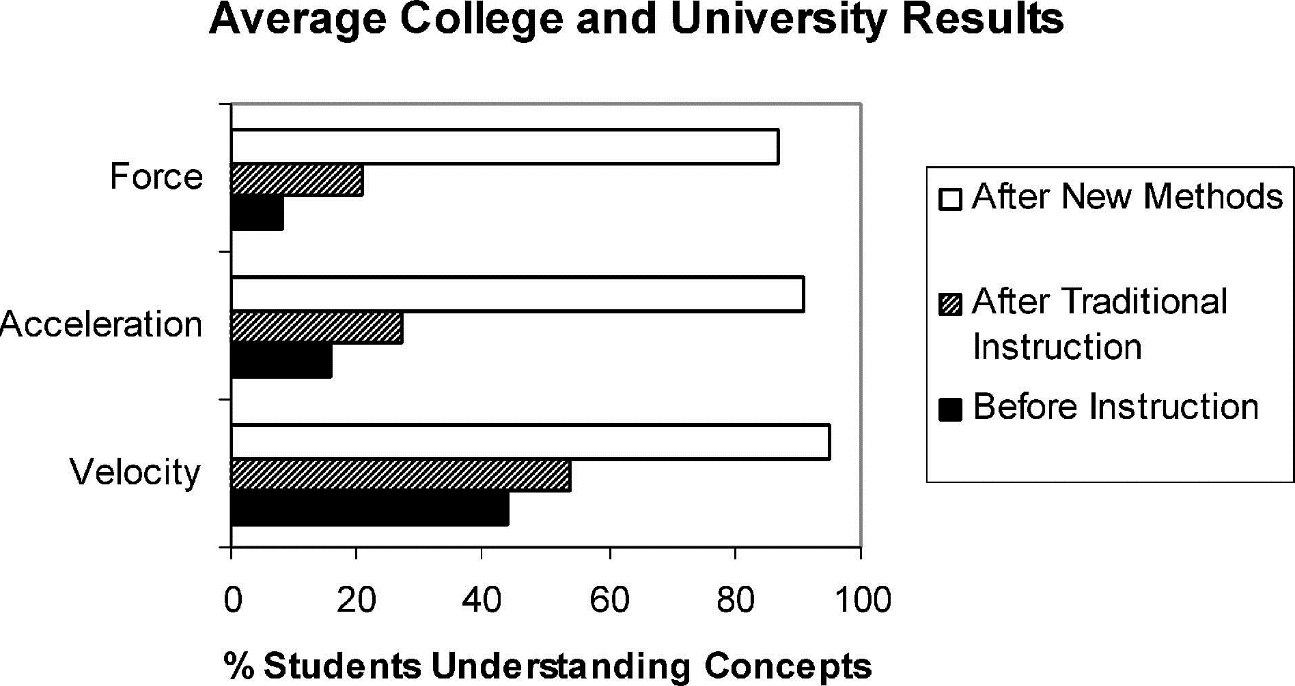 Average College and University Results
Force
Acceleration
Velocity
0 20 40 60 80 100
% Students Understanding Concepts
After New Methods
After Traditional
Instruction
Before Instruction